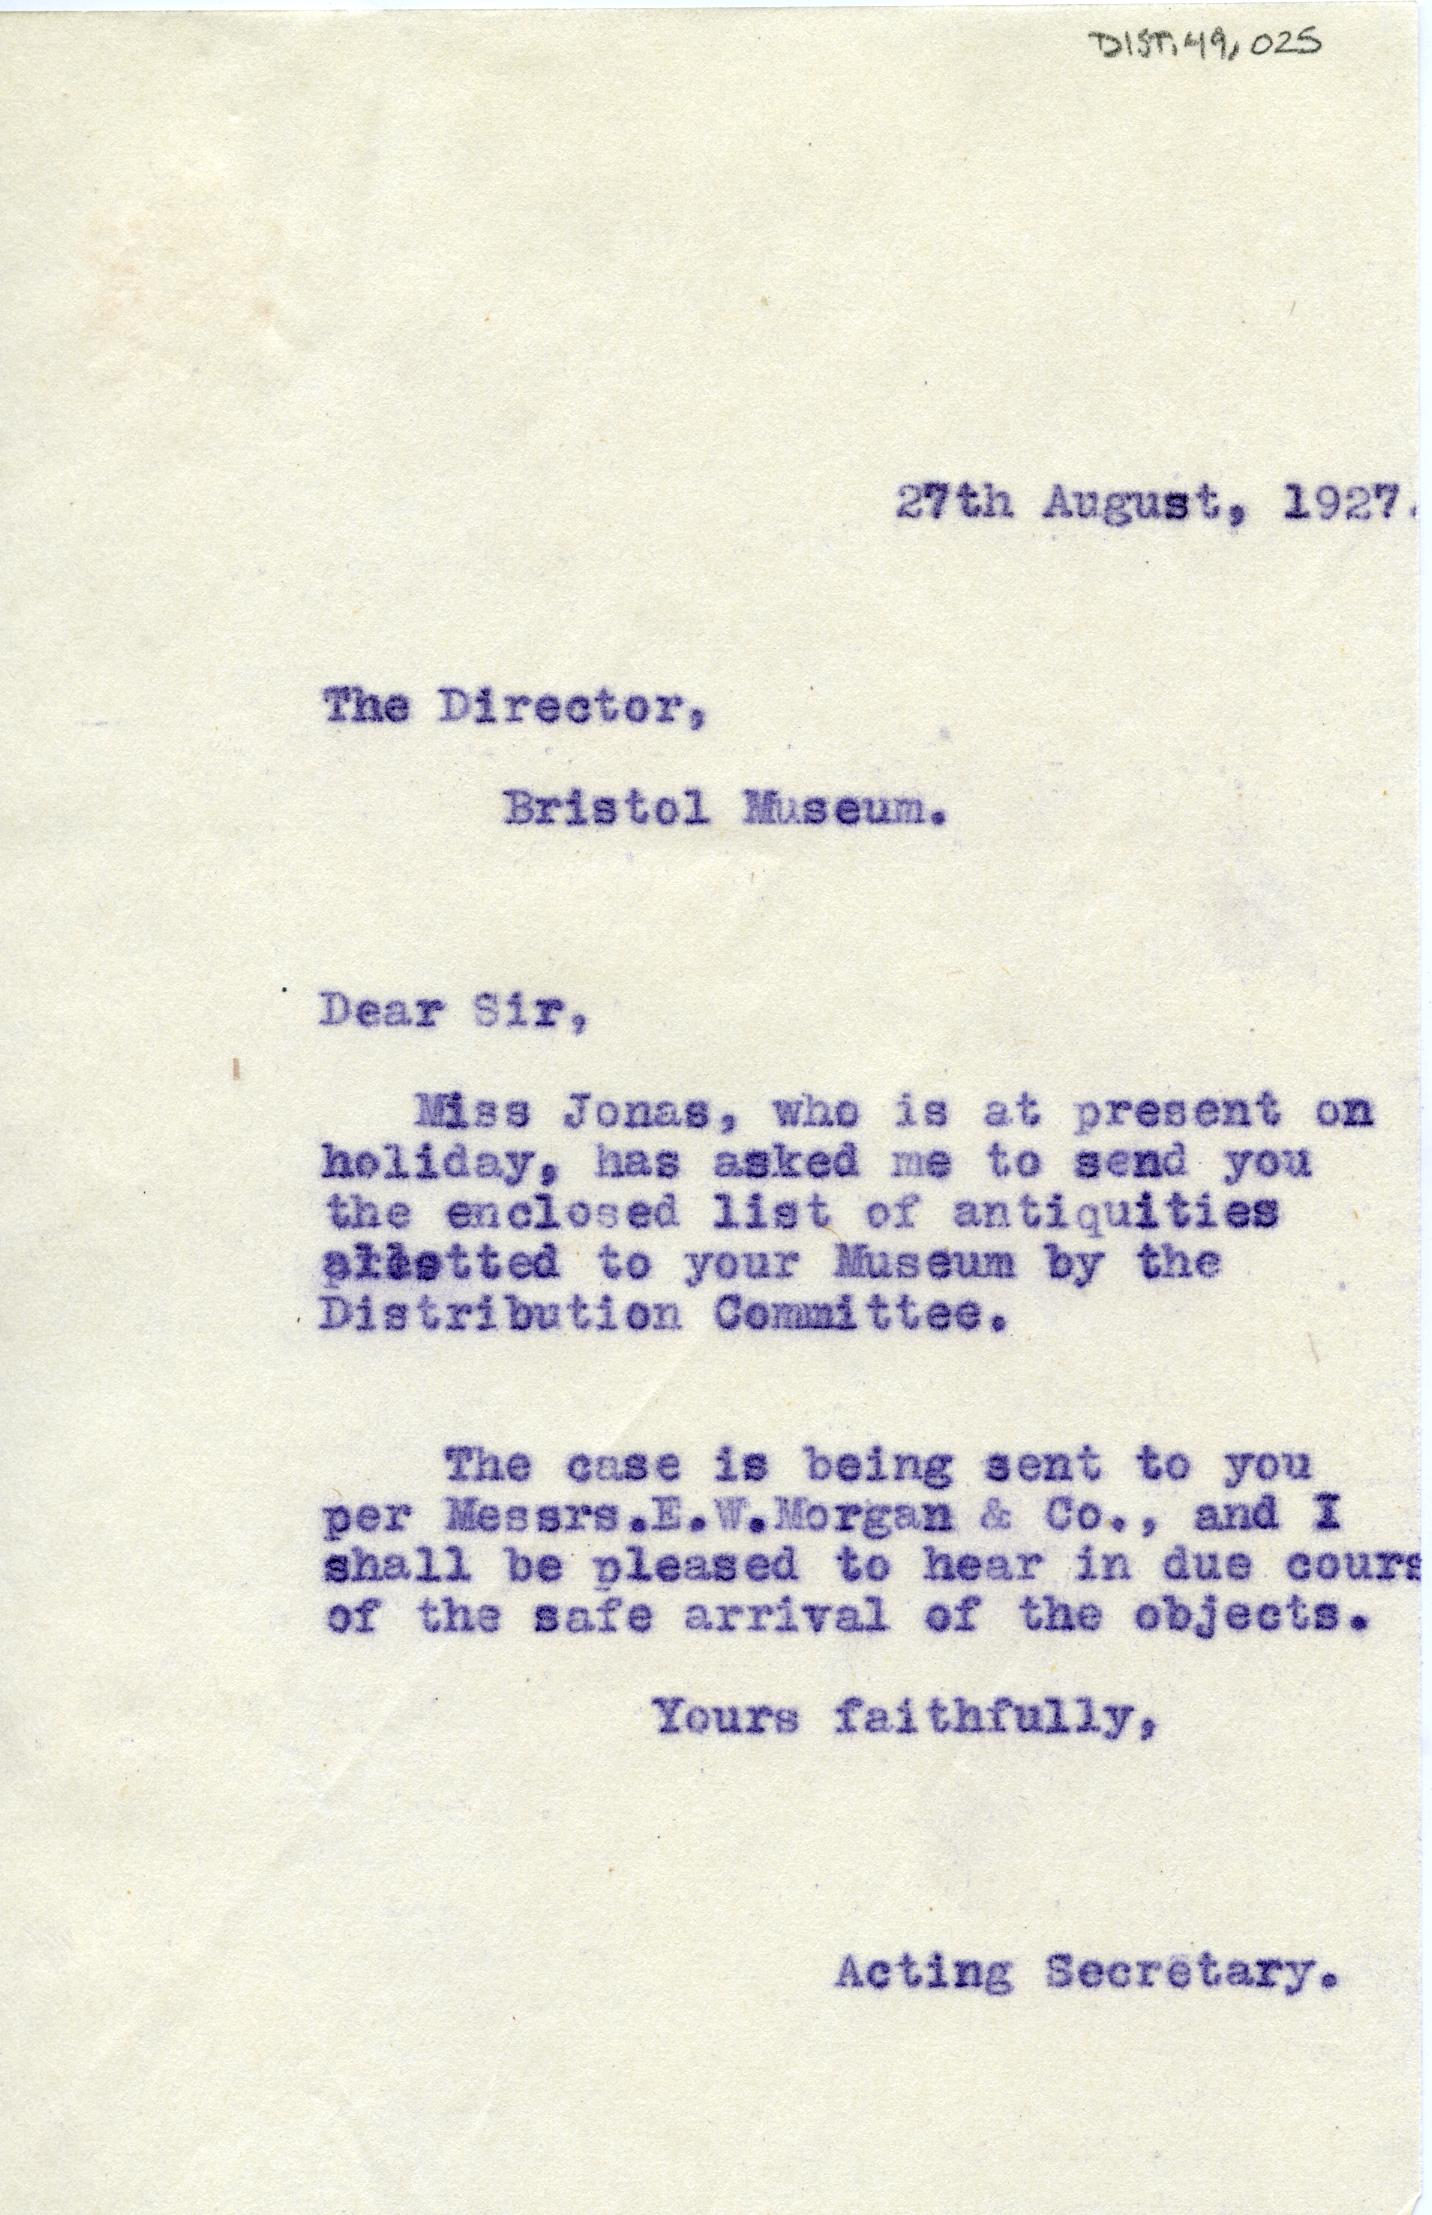 DIST.49.025
27th August, 1927.
The Director,
Bristol Museum.
Dear Sir,
Miss Jonas, who is at present on
holiday, has asked me to send you
the enclosed list of antiquities
allotted to your Museum by the
Distribution Committee.
The case is being sent to you
per Messrs.E.W.Morgan & Co., and I
shall be pleased to hear in due cours
of the safe arrival of the objects.
Yours faithfully,
Acting Secretary.